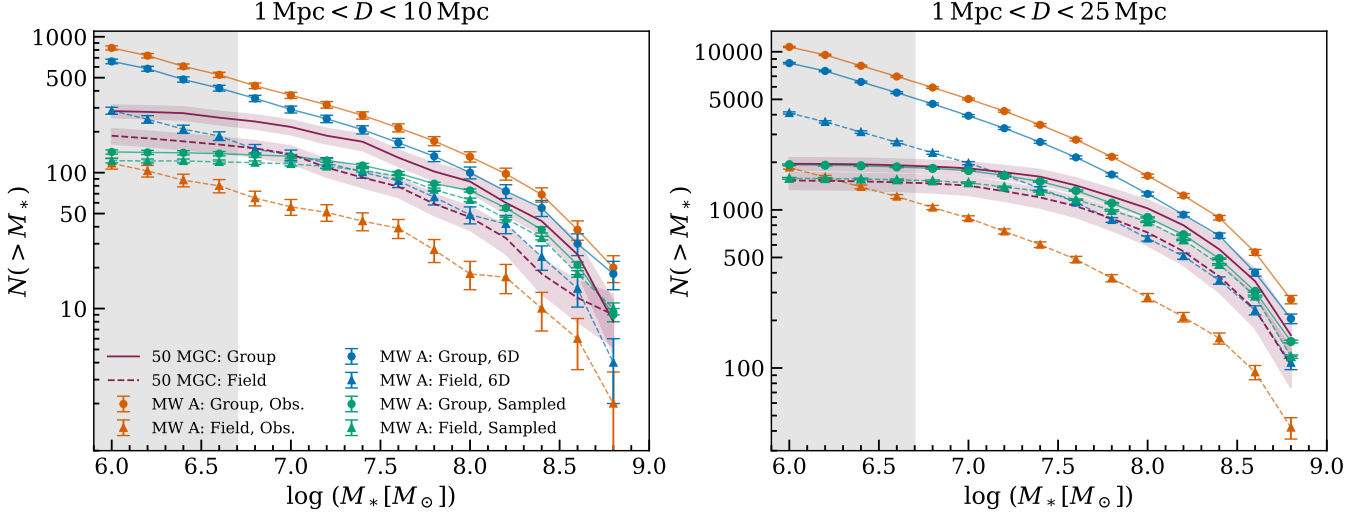 1 Mpc < D < 10 Mpc
N(> M*)
1000
500
100
50
10
50 MGC: Group
50 MGC: Field
MW A: Group, Obs.
MW A: Field, Obs.
MW A: Group, 6D
MW A: Field, 6D
MW A: Group, Sampled
MW A: Field, Sampled
6.0 6.5 7.0 7.5 8.0 8.5 9.0
log (M*[M⊙])
1 Mpc < D < 25 Mpc
N(> M*)
10000
5000
1000
500
100
6.0 6.5 7.0 7.5 8.0 8.5 9.0
log (M*[M⊙])